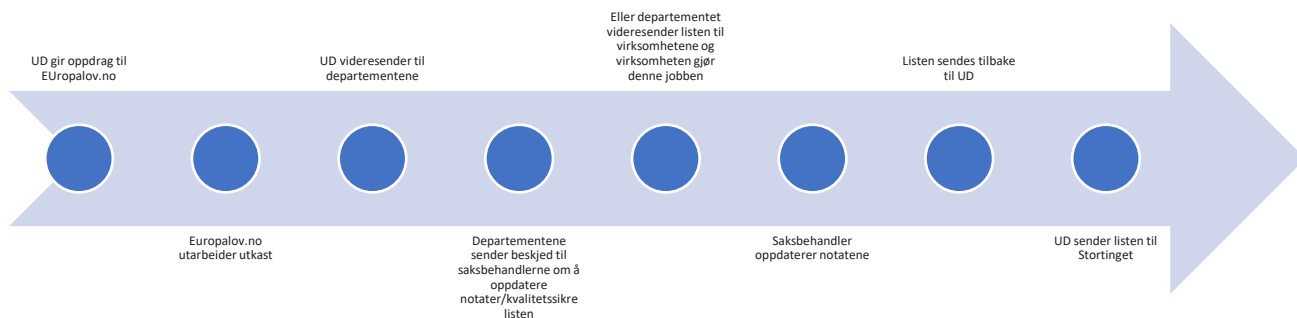 UD gir oppdrag til
EUropalov.no
Europalov.no
utarbeider utkast
UD videresender til
departementene
Departementene
sender beskjed til
saksbehandlerne om å
oppdatere
notater/kvalitetssikre
listen
Eller departementet
videresender listen til
virksomhetene og
virksomheten gjør
denne jobben
Saksbehandler
oppdaterer notatene
Listen sendes tilbake
til UD
UD sender listen til
Stortinget